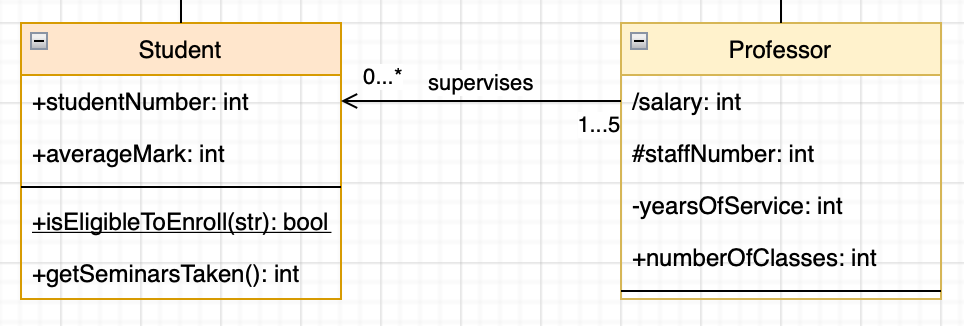 Student
+studentNumber: int
+averageMark: int
+isEligibleToEnroll(str): bool
+getSeminarsTaken(): int
0...*
supervises
1...5
Professor
/salary: int
#staffNumber: int
-yearsOfService: int
+numberOfClasses: int